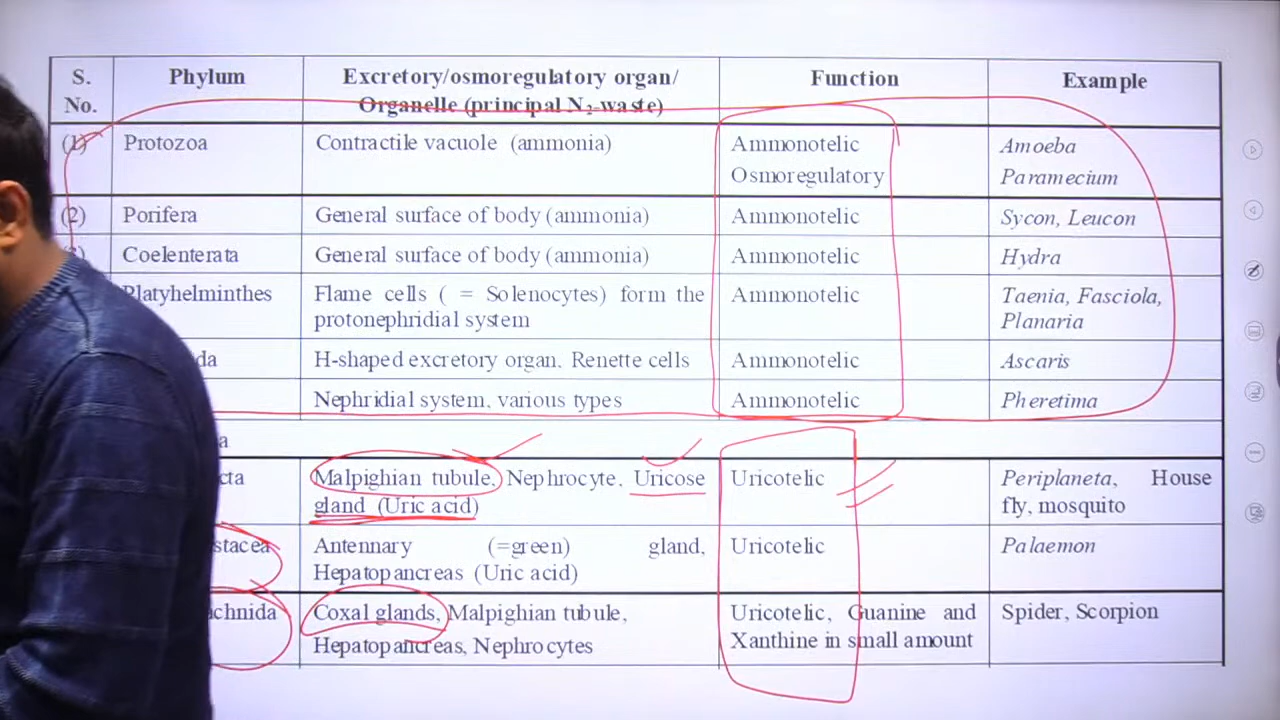 S. No. Phylum Excretory/osmoregulatory organ/ Organelle (principal N₂-waste) Function Example
(1) Protozoa Contractile vacuole (ammonia) Ammonotelic Osmoregulatory Amoeba Paramecium
(2) Porifera General surface of body (ammonia) Ammonotelic Sycon, Leucon
Coelenterata General surface of body (ammonia) Ammonotelic Hydra
Platyhelminthes Flame cells ( = Solenocytes) form the protonephridial system Ammonotelic Taenia, Fasciola, Planaria
da H-shaped excretory organ. Renette cells Ammonotelic Ascaris
Nephridial system, various types Ammonotelic Pheretima
a
cta Malpighian tubule, Nephrocyte, Uricose gland (Uric acid) Uricotelic Periplaneta, House fly, mosquito
stacea Antennary (=green) gland, Hepatopancreas (Uric acid) Uricotelic Palaemon
chnida Coxal glands, Malpighian tubule, Hepatopancreas, Nephrocytes Uricotelic, Guanine and Xanthine in small amount Spider, Scorpion